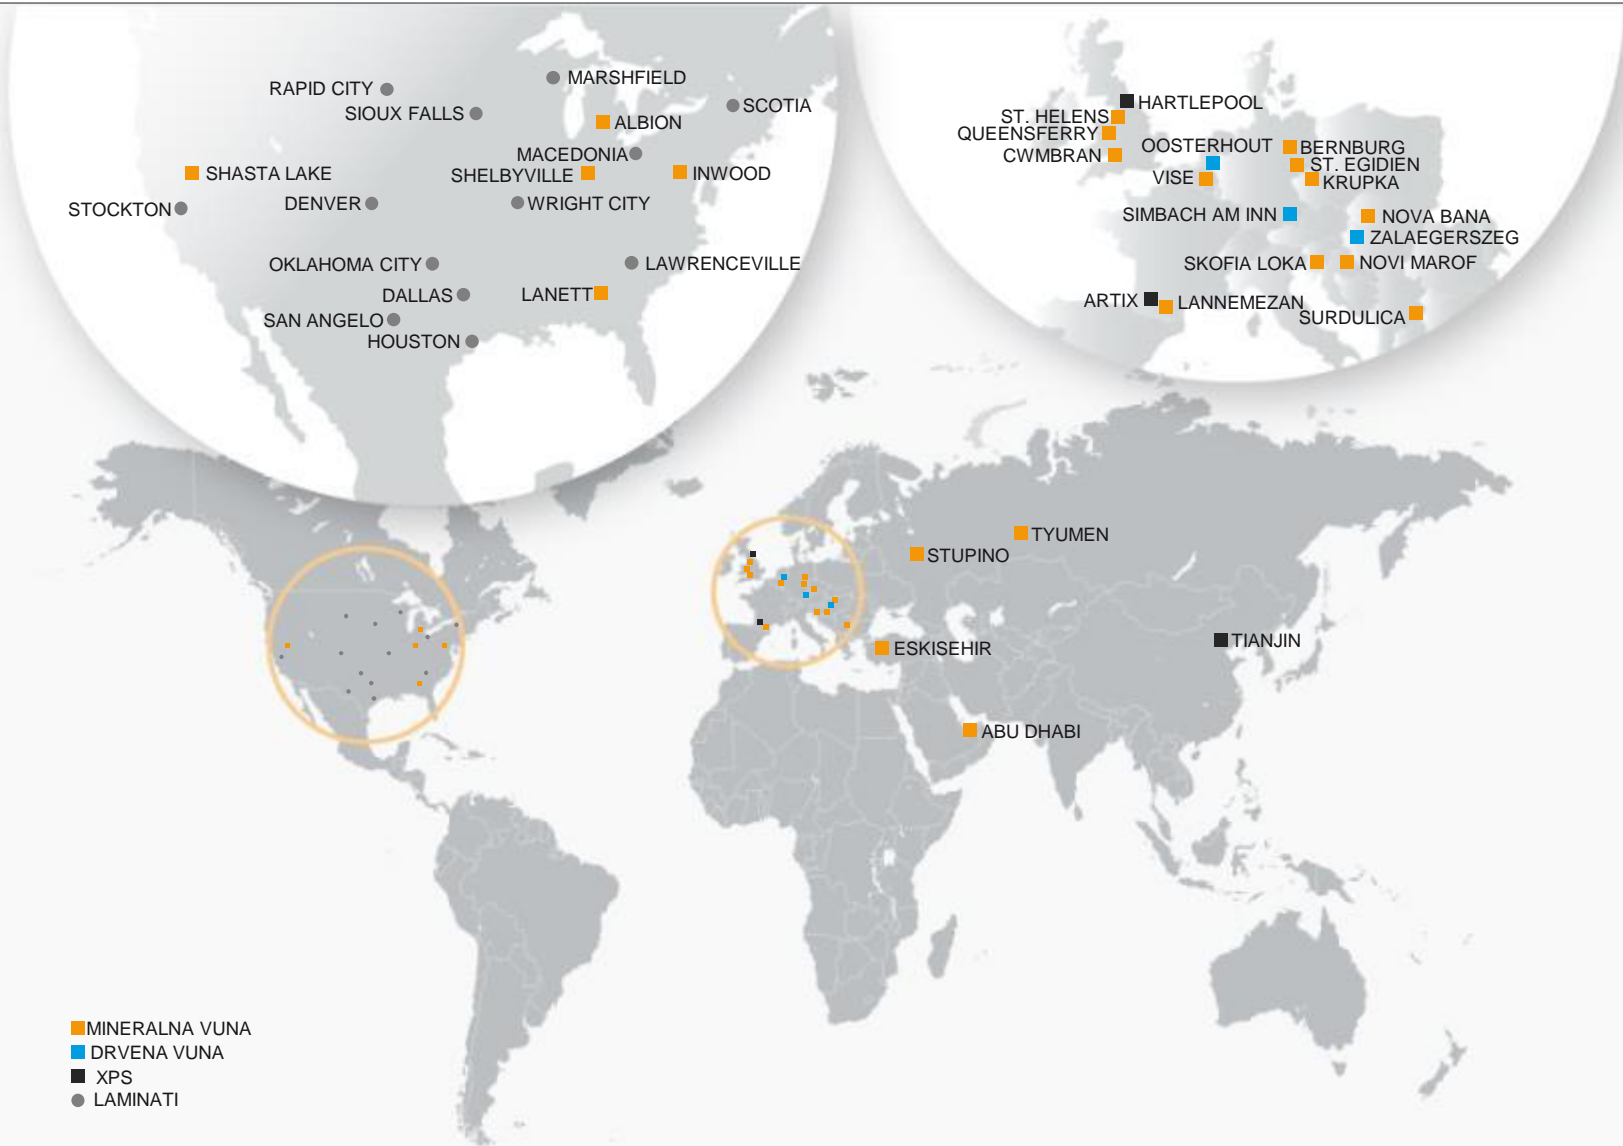 MARSHFIELD
RAPID CITY
SCOTIA
SIOUX FALLS
ALBION
MACEDONIA
SHASTA LAKE
SHELBYVILLE
INWOOD
STOCKTON
DENVER
WRIGHT CITY
OKLAHOMA CITY
LAWRENCEVILLE
DALLAS
LANETT
SAN ANGELO
HOUSTON
HARTLEPOOL
ST. HELENS
QUEENSFERRY
OOSTERHOUT
BERNBURG
CWMBRAN
ST. EGIDIEN
VISE
KRUPKA
SIMBACH AM INN
NOVA BANA
ZALAEGERSZEG
SKOFIA LOKA
NOVI MAROF
ARTIX
LANNEMEZAN
SURDULICA
TYUMEN
STUPINO
TIANJIN
ESKISEHIR
ABU DHABI
MINERALNA VUNA
DRVENA VUNA
XPS
LAMINATI